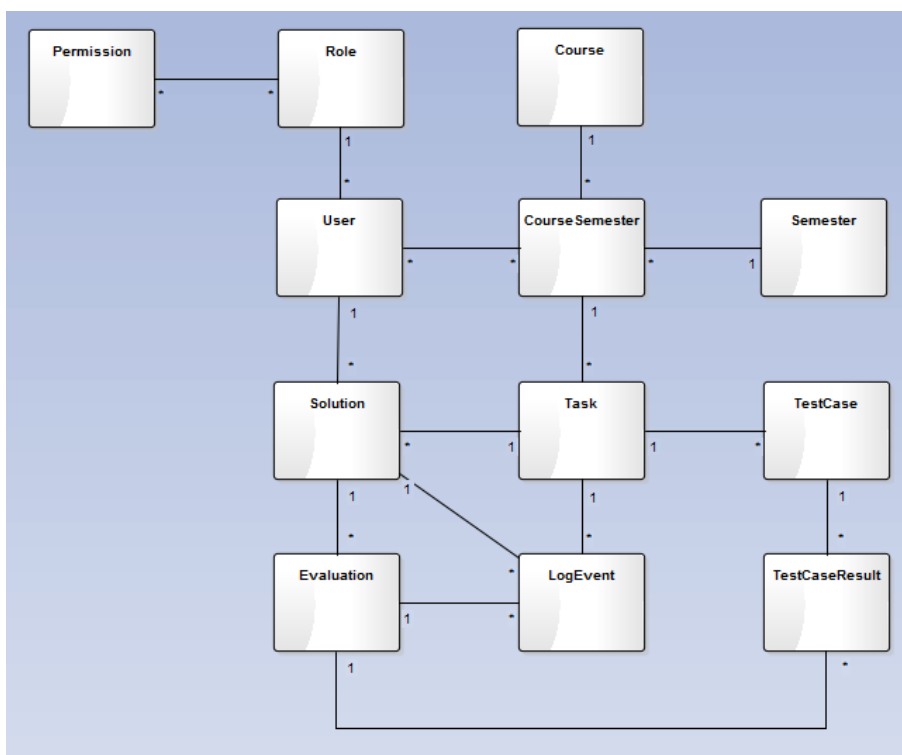 Permission
Role
Course
* *
1
1
*
*
User
CourseSemester
Semester
* * * 1
1
1
*
*
Solution
Task
TestCase
* 1 1 *
1
1 1 1
* * *
Evaluation
LogEvent
TestCaseResult
*
1 *
1 *